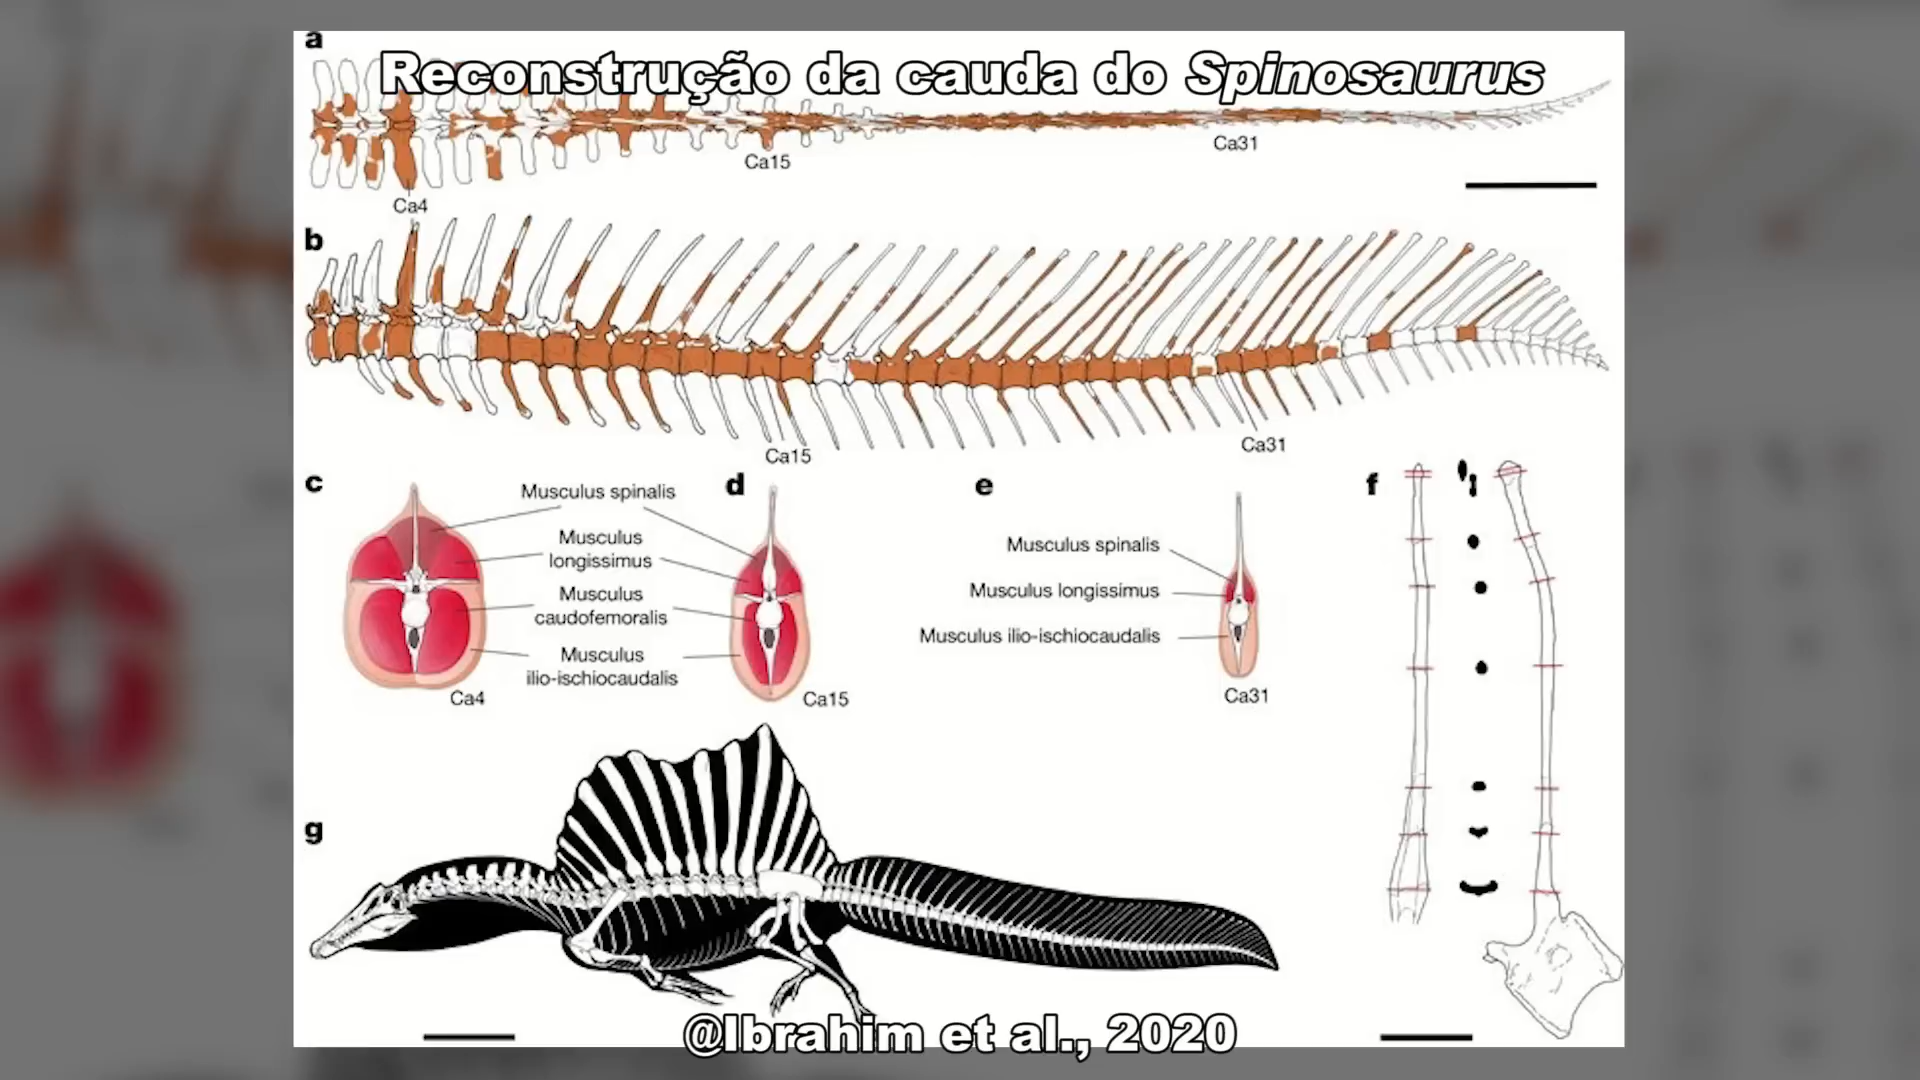 a
Reconstrução da cauda do Spinosaurus
Ca15
Ca31
Ca4
b
Ca15
Ca31
c
Musculus spinalis
Musculus
longissimus
Musculus
caudofemoralis
Musculus
ilio-ischiocaudalis
Ca4
d
Ca15
e
Musculus spinalis
Musculus longissimus
Musculus ilio-ischiocaudalis
Ca31
f
g
@Ibrahim et al., 2020